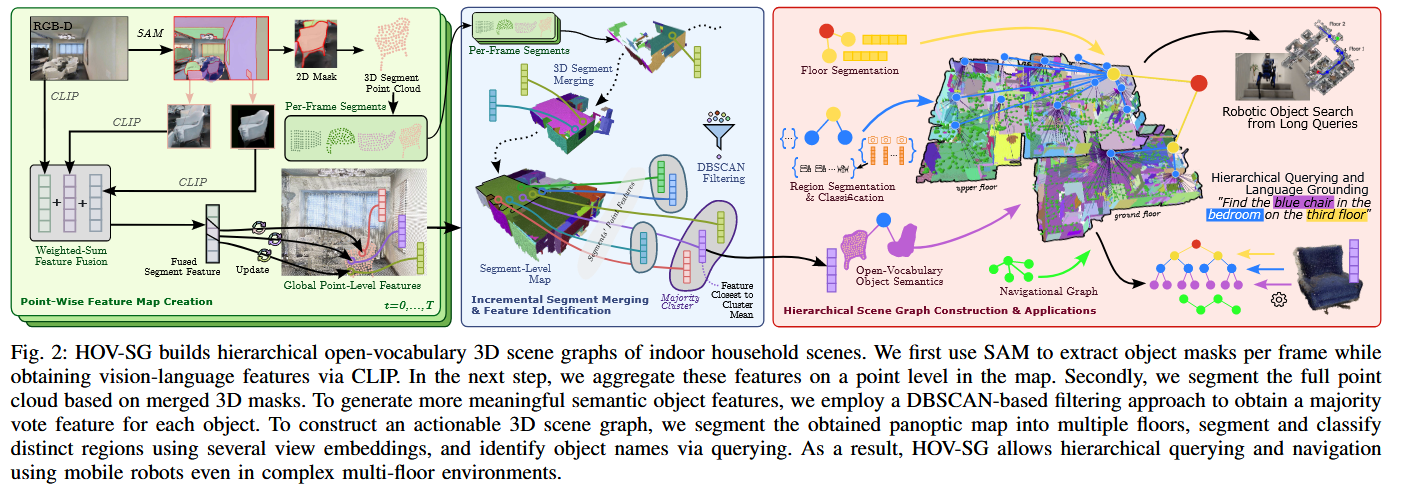 RGB-D
SAM
2D Mask
3D Segment
Point Cloud
CLIP
CLIP
Per-Frame Segments
CLIP
Weighted-Sum
Feature Fusion
Fused
Segment Feature
Update
Global Point-Level Features
Point-Wise Feature Map Creation
t=0,...,T
Per-Frame Segments
3D Segment
Merging
DBSCAN
Filtering
Segments' Point Features
Segment-Level
Map
Majority
Cluster
Feature
Closest to
Cluster
Mean
Incremental Segment Merging
& Feature Identification
Floor Segmentation
{...}
Region Segmentation
& Classification
Open-Vocabulary
Object Semantics
upper floor
ground floor
Navigational Graph
Floor 2
Floor 1
Robotic Object Search
from Long Queries
Hierarchical Querying and
Language Grounding
"Find the blue chair in the
bedroom on the third floor"
Hierarchical Scene Graph Construction & Applications
Fig. 2: HOV-SG builds hierarchical open-vocabulary 3D scene graphs of indoor household scenes. We first use SAM to extract object masks per frame while
obtaining vision-language features via CLIP. In the next step, we aggregate these features on a point level in the map. Secondly, we segment the full point
cloud based on merged 3D masks. To generate more meaningful semantic object features, we employ a DBSCAN-based filtering approach to obtain a majority
vote feature for each object. To construct an actionable 3D scene graph, we segment the obtained panoptic map into multiple floors, segment and classify
distinct regions using several view embeddings, and identify object names via querying. As a result, HOV-SG allows hierarchical querying and navigation
using mobile robots even in complex multi-floor environments.